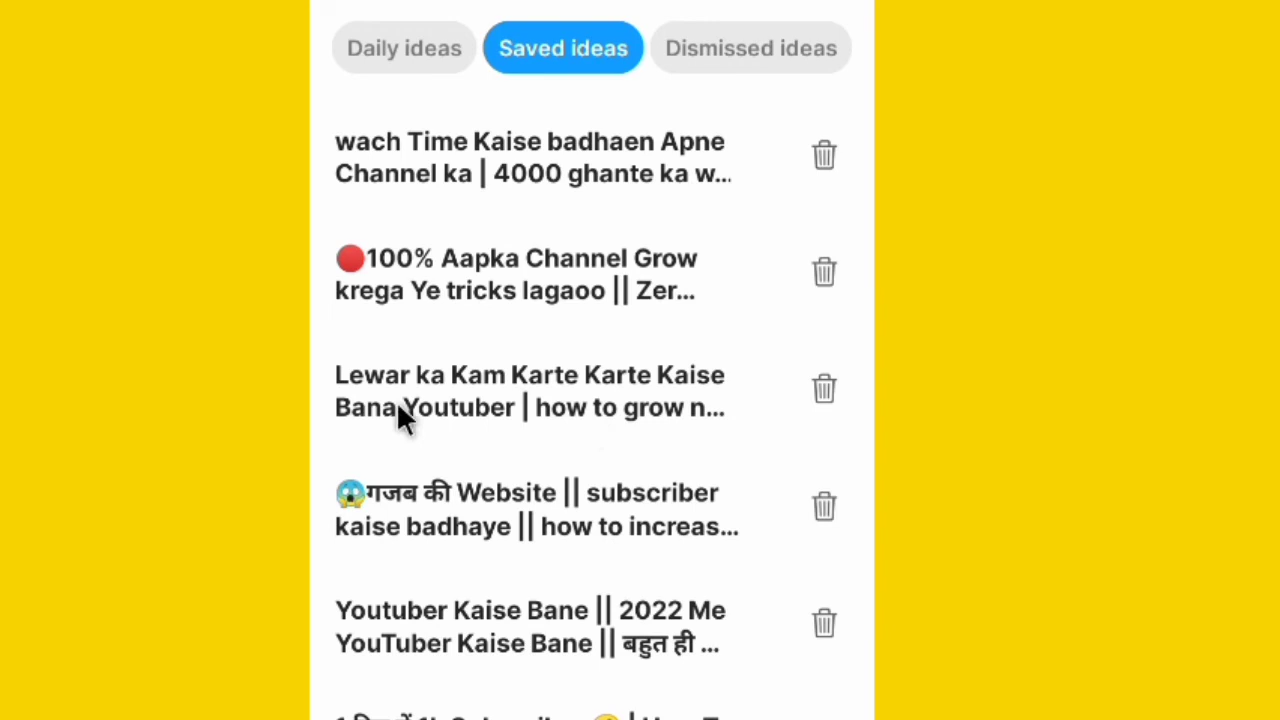 Daily ideas Saved ideas Dismissed ideas
wach Time Kaise badhaen Apne
Channel ka | 4000 ghante ka w...
🔴100% Aapka Channel Grow
krega Ye tricks lagaoo || Zer...
Lewar ka Kam Karte Karte Kaise
Bana Youtuber | how to grow n...
😱गजब की Website || subscriber
kaise badhaye || how to increas...
Youtuber Kaise Bane || 2022 Me
YouTuber Kaise Bane || बहुत ही ...